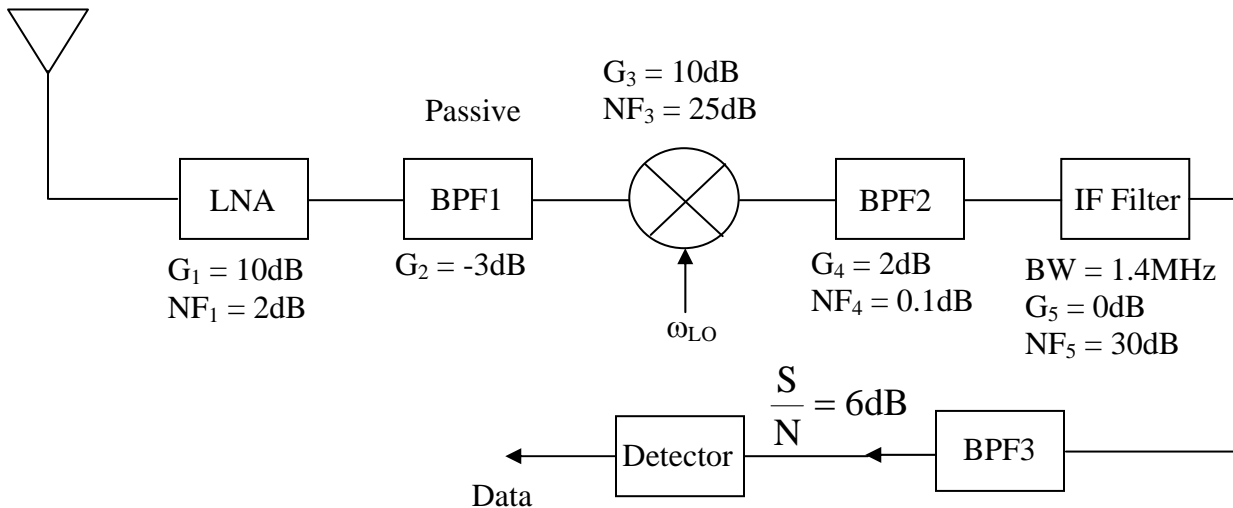 G₃ = 10dB
NF₃ = 25dB
Passive
LNA
BPF1
BPF2
IF Filter
G₁ = 10dB
NF₁ = 2dB
G₂ = -3dB
ω_LO
G₄ = 2dB
NF₄ = 0.1dB
BW = 1.4MHz
G₅ = 0dB
NF₅ = 30dB
S/N = 6dB
Detector
BPF3
Data